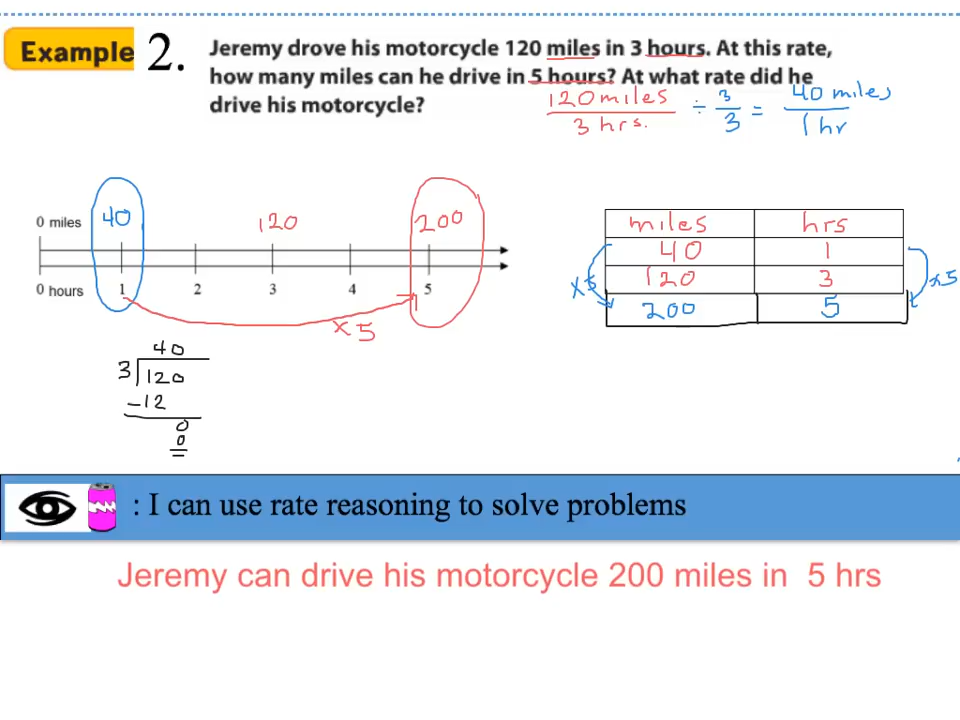 Example 2. Jeremy drove his motorcycle 120 miles in 3 hours. At this rate,
how many miles can he drive in 5 hours? At what rate did he
drive his motorcycle?
120 miles ÷ 3 = 40 miles
3 hrs. 3 1 hr
0 miles 40 120 200
0 hours 1 2 3 4 5
x 5
miles hrs
40 1
120 3
200 5
x5 x5
40
3 120
-12
0
0
: I can use rate reasoning to solve problems
Jeremy can drive his motorcycle 200 miles in 5 hrs